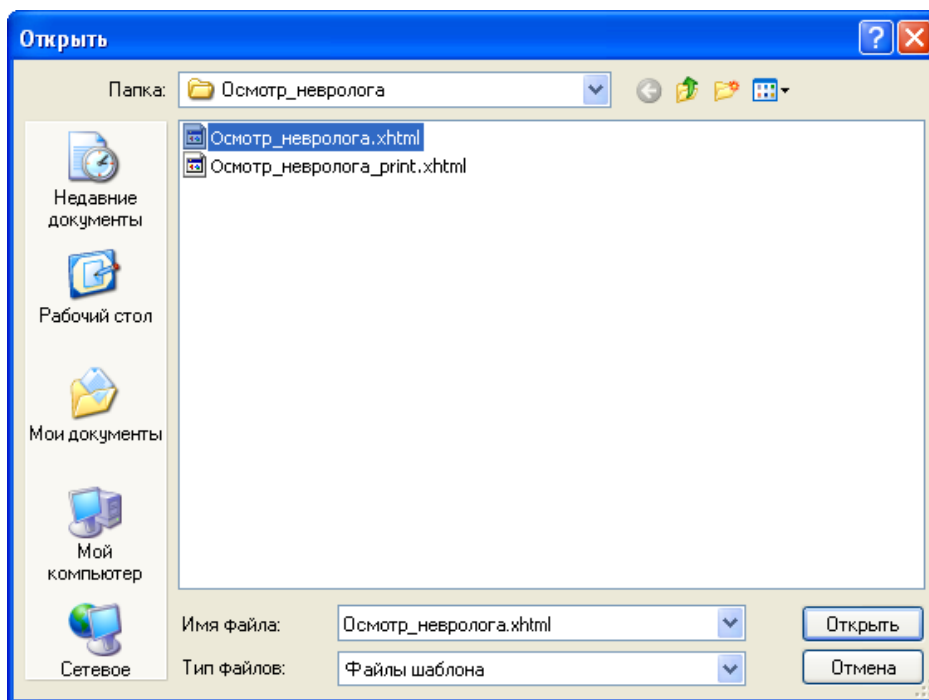 Открыть
Папка: Осмотр_невролога
Осмотр_невролога.xhtml
Осмотр_невролога_print.xhtml
Недавние
документы
Рабочий стол
Мои документы
Мой
компьютер
Сетевое
Имя файла: Осмотр_невролога.xhtml Открыть
Тип файлов: Файлы шаблона Отмена